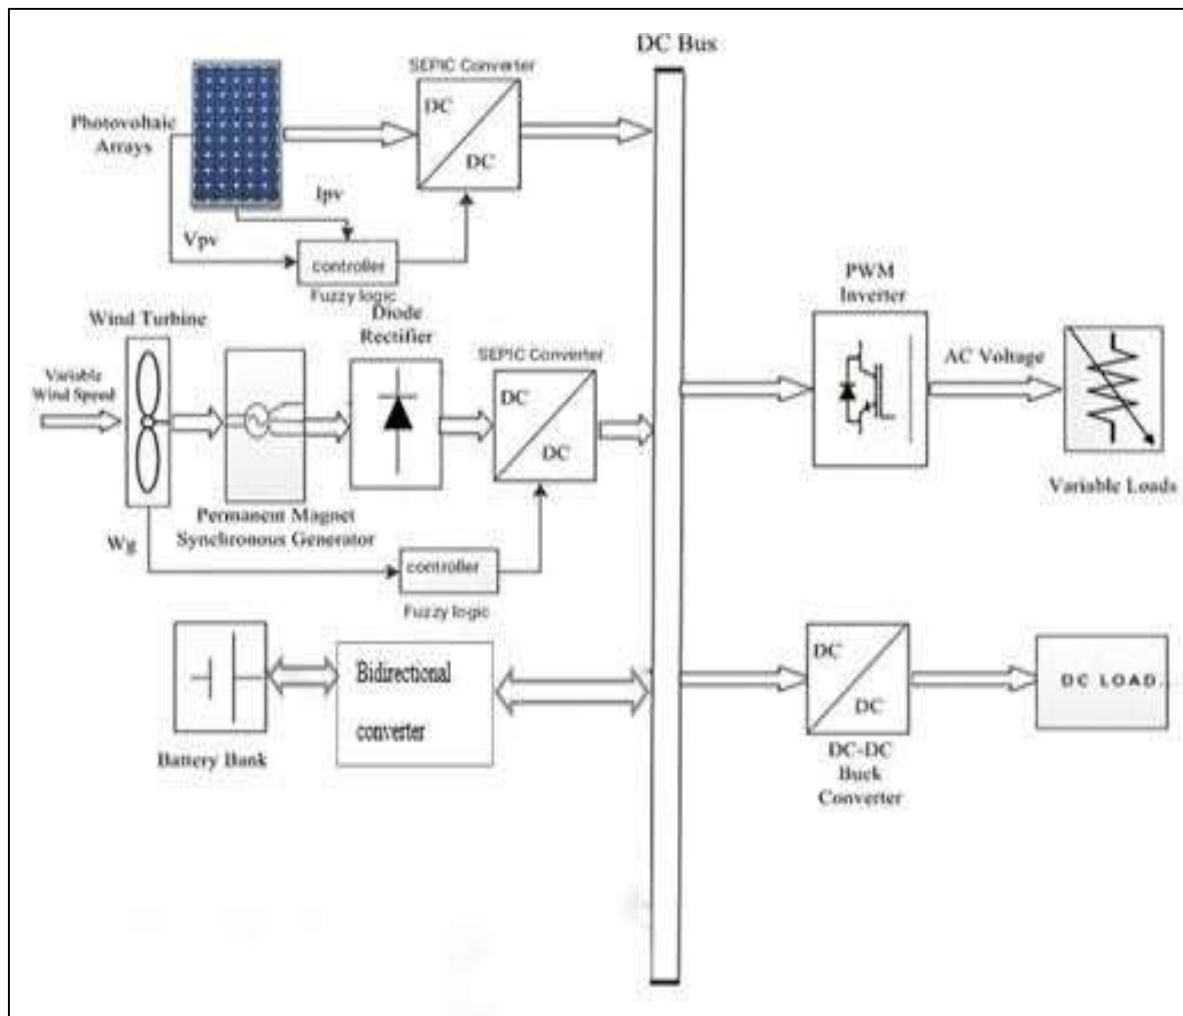 DC Bus
SEPIC Converter
DC
DC
Photovoltaic
Arrays
Ipv
Vpv
controller
Fuzzy logic
PWM
Inverter
AC Voltage
Variable Loads
Wind Turbine
Diode
Rectifier
SEPIC Converter
Variable
Wind Speed
DC
DC
Permanent Magnet
Synchronous Generator
Wg
controller
Fuzzy logic
Bidirectional
converter
Battery Bank
DC
DC
DC-DC
Buck
Converter
DC LOAD...